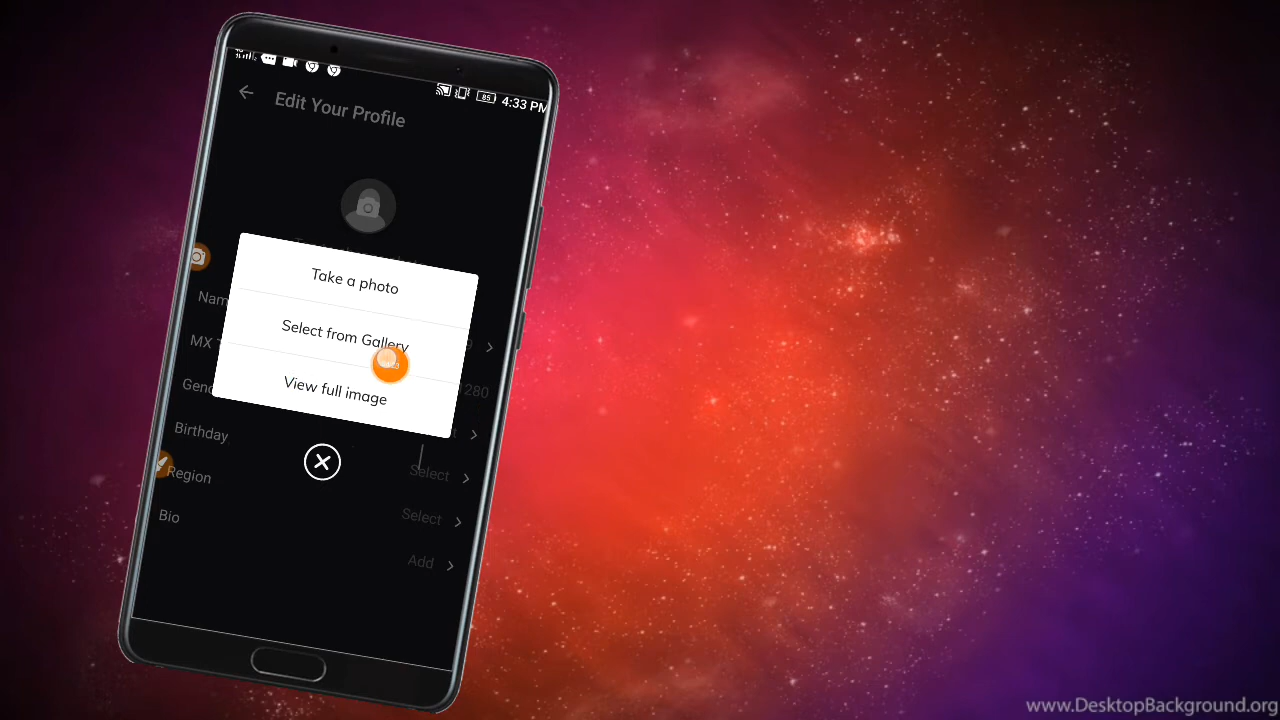 4:33 PM
85
Edit Your Profile
Take a photo
Select from Gallery
View full image
Nam
MX
280
Gend
Birthday
Select
Region
Select
Bio
Add
www.DesktopBackground.org